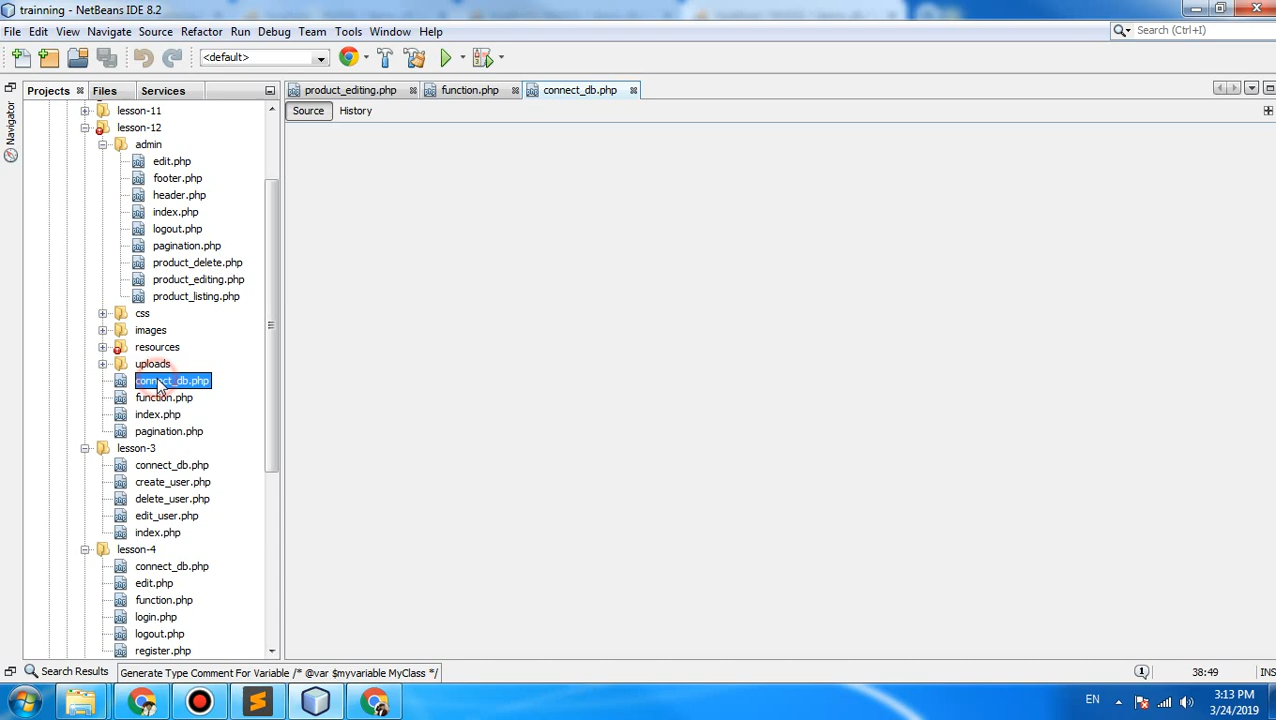 trainning - NetBeans IDE 8.2
File Edit View Navigate Source Refactor Run Debug Team Tools Window Help
Search (Ctrl+I)
<default>
Projects Files Services
product_editing.php function.php connect_db.php
Source History
Navigator
lesson-11
lesson-12
admin
edit.php
footer.php
header.php
index.php
logout.php
pagination.php
product_delete.php
product_editing.php
product_listing.php
css
images
resources
uploads
connect_db.php
function.php
index.php
pagination.php
lesson-3
connect_db.php
create_user.php
delete_user.php
edit_user.php
index.php
lesson-4
connect_db.php
edit.php
function.php
login.php
logout.php
register.php
Search Results Generate Type Comment For Variable /* @var $myvariable MyClass */ 1 38:49 INS
EN 3:13 PM
3/24/2019